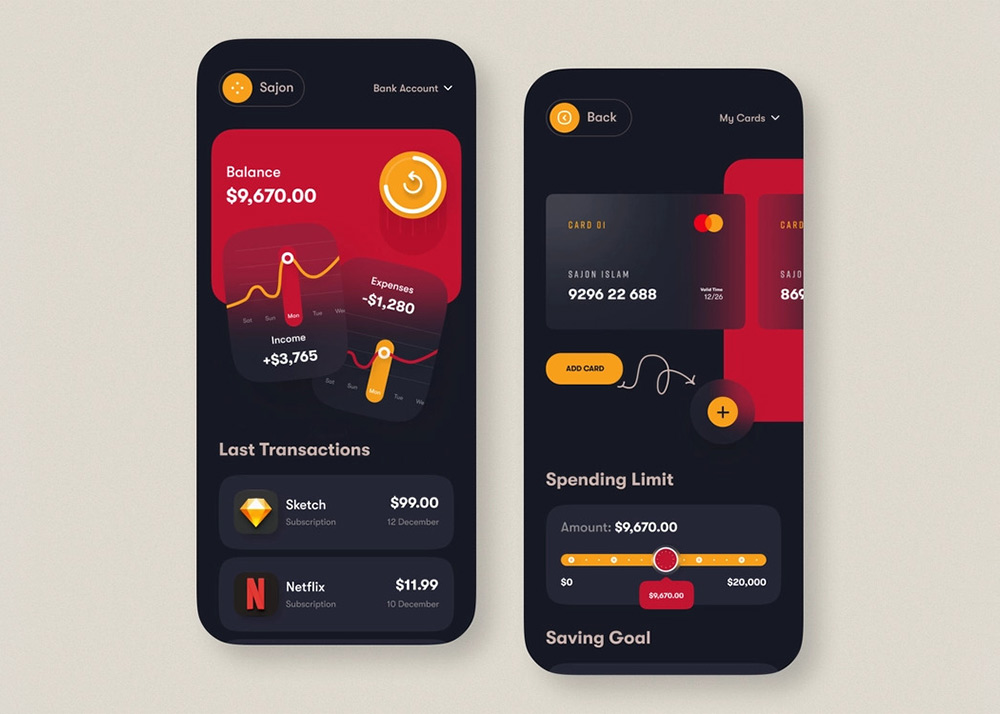 Sajon
Bank Account
Balance
$9,670.00
Sat Sun Mon Tue We
Income
+$3,765
Expenses
-$1,280
Sat Sun Mon Tue We
Last Transactions
Sketch
$99.00
Subscription
12 December
N
Netflix
$11.99
Subscription
10 December
Back
My Cards
CARD 01
SAJON ISLAM
9296 22 688
Valid Time
12/26
CARD
SAJO
869
ADD CARD
Spending Limit
Amount: $9,670.00
$0
$20,000
$9,670.00
Saving Goal